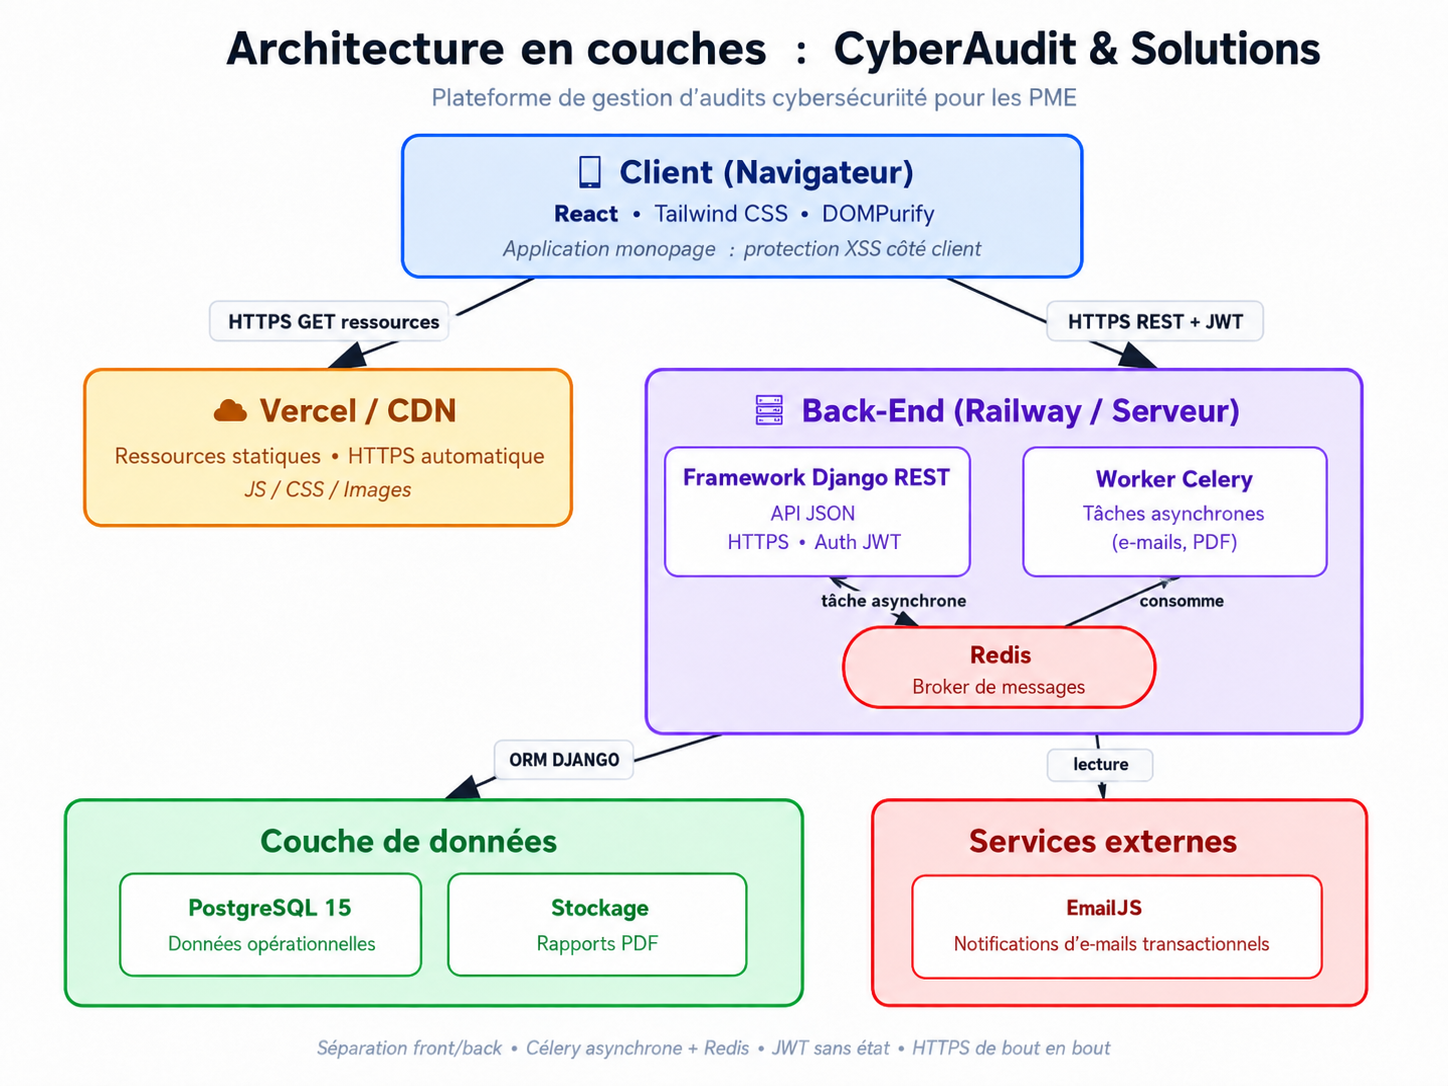 Architecture en couches : CyberAudit & Solutions
Plateforme de gestion d'audits cybersécuriité pour les PME
Client (Navigateur)
React • Tailwind CSS • DOMPurify
Application monopage : protection XSS côté client
HTTPS GET ressources
HTTPS REST + JWT
Vercel / CDN
Ressources statiques • HTTPS automatique
JS / CSS / Images
Back-End (Railway / Serveur)
Framework Django REST
API JSON
HTTPS • Auth JWT
Worker Celery
Tâches asynchrones
(e-mails, PDF)
tâche asynchrone
consomme
Redis
Broker de messages
ORM DJANGO
lecture
Couche de données
PostgreSQL 15
Données opérationnelles
Stockage
Rapports PDF
Services externes
EmailJS
Notifications d'e-mails transactionnels
Séparation front/back • Célery asynchrone + Redis • JWT sans état • HTTPS de bout en bout